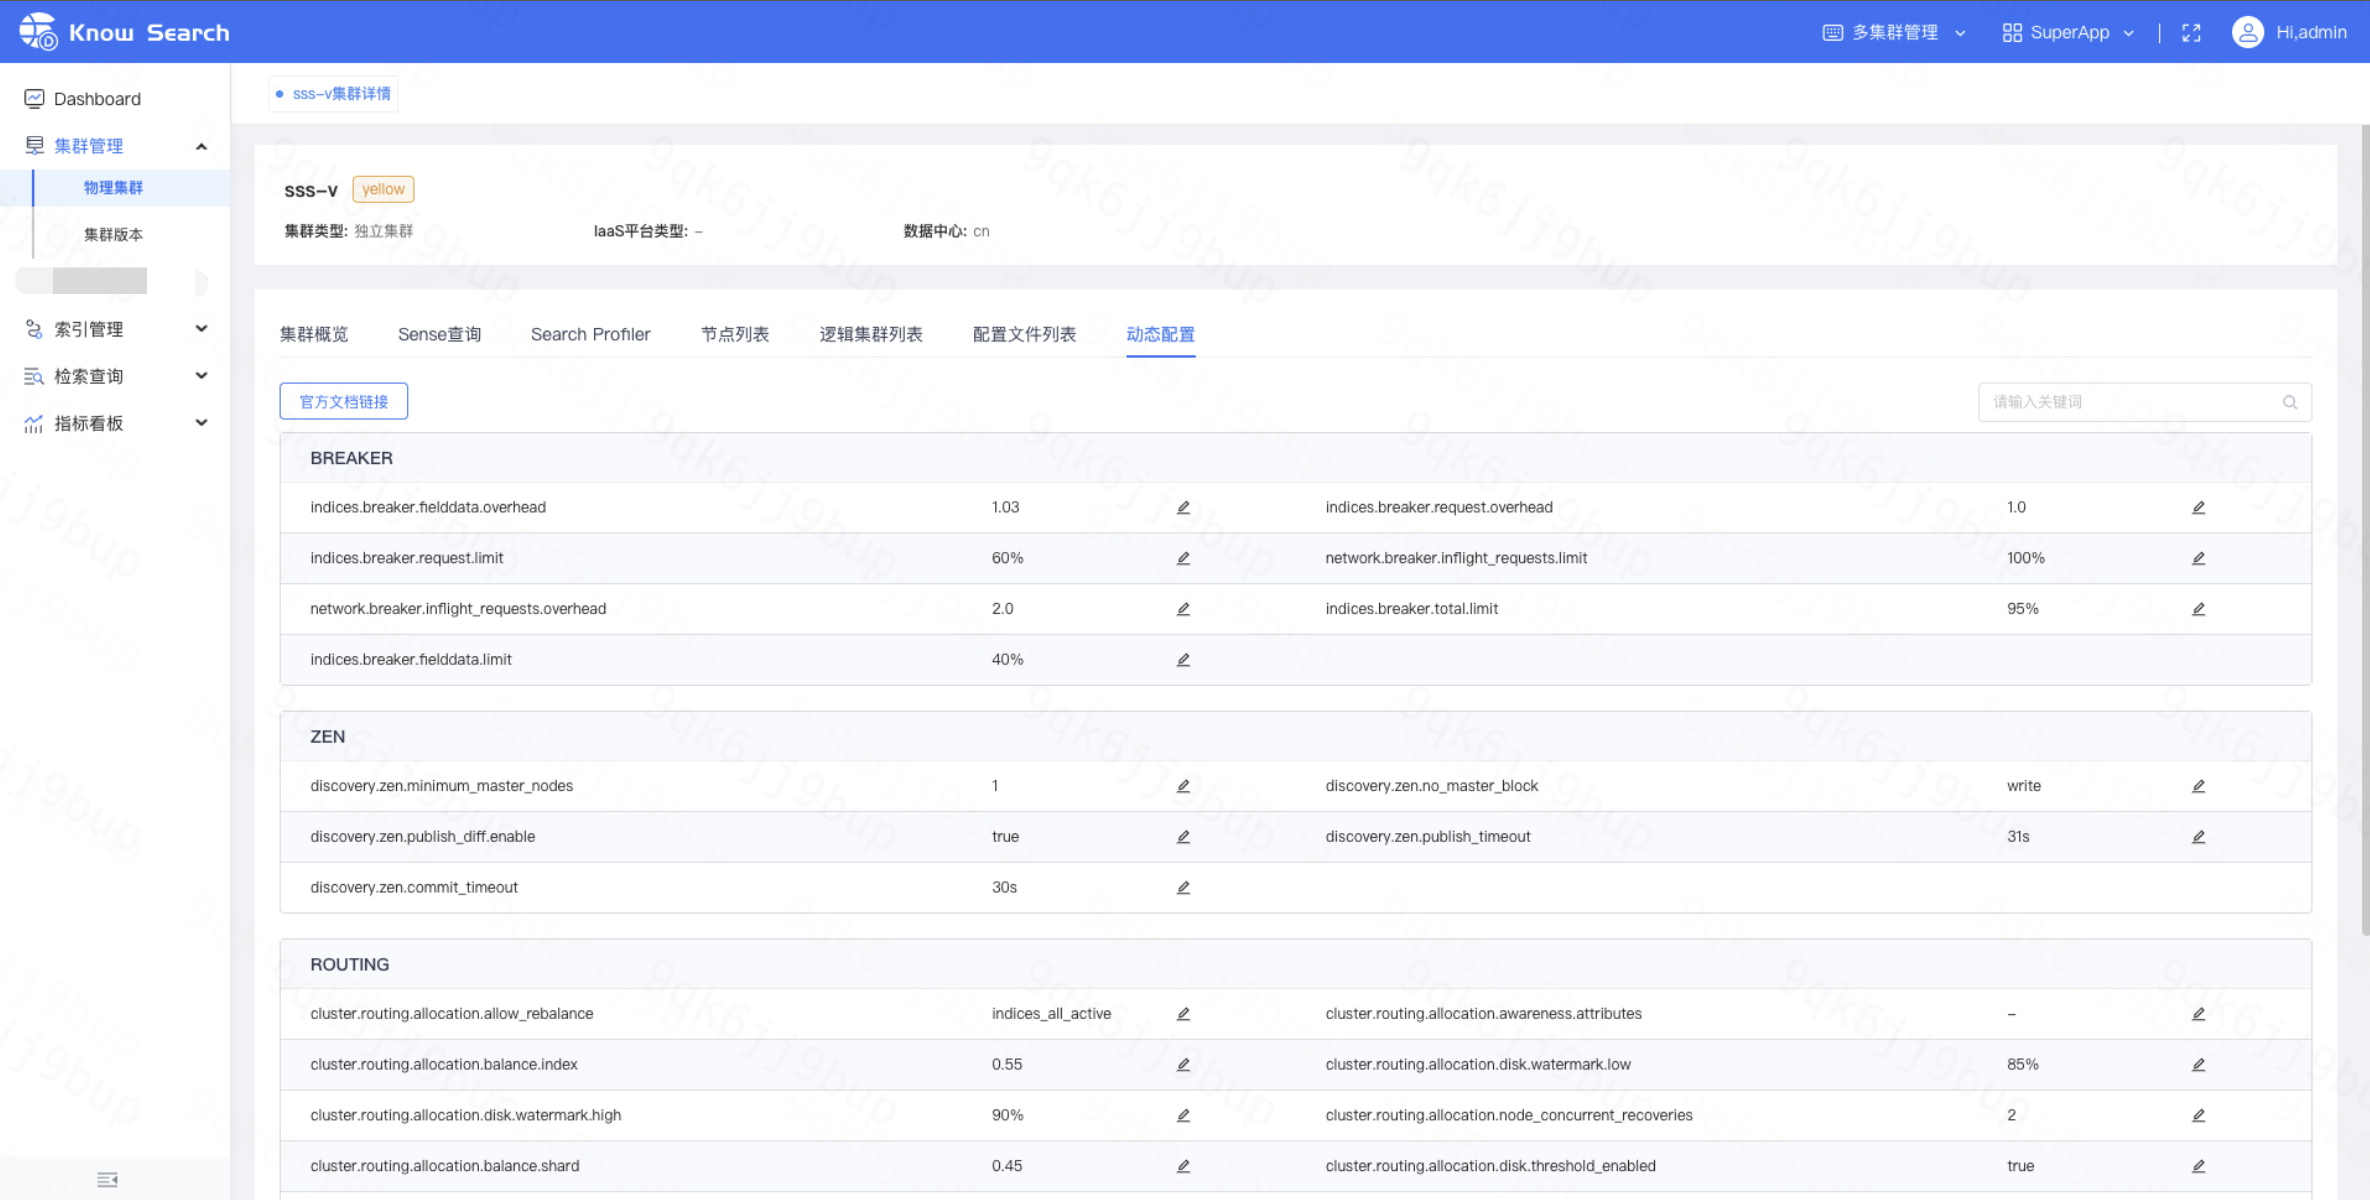 Know Search
多集群管理
SuperApp
Hi,admin
Dashboard
集群管理
物理集群
集群版本
索引管理
检索查询
指标看板
sss-v集群详情
sss-v yellow
集群类型: 独立集群 IaaS平台类型: - 数据中心: cn
集群概览 Sense查询 Search Profiler 节点列表 逻辑集群列表 配置文件列表 动态配置
官方文档链接 请输入关键词
BREAKER
indices.breaker.fielddata.overhead 1.03 indices.breaker.request.overhead 1.0
indices.breaker.request.limit 60% network.breaker.inflight_requests.limit 100%
network.breaker.inflight_requests.overhead 2.0 indices.breaker.total.limit 95%
indices.breaker.fielddata.limit 40%
ZEN
discovery.zen.minimum_master_nodes 1 discovery.zen.no_master_block write
discovery.zen.publish_diff.enable true discovery.zen.publish_timeout 31s
discovery.zen.commit_timeout 30s
ROUTING
cluster.routing.allocation.allow_rebalance indices_all_active cluster.routing.allocation.awareness.attributes -
cluster.routing.allocation.balance.index 0.55 cluster.routing.allocation.disk.watermark.low 85%
cluster.routing.allocation.disk.watermark.high 90% cluster.routing.allocation.node_concurrent_recoveries 2
cluster.routing.allocation.balance.shard 0.45 cluster.routing.allocation.disk.threshold_enabled true